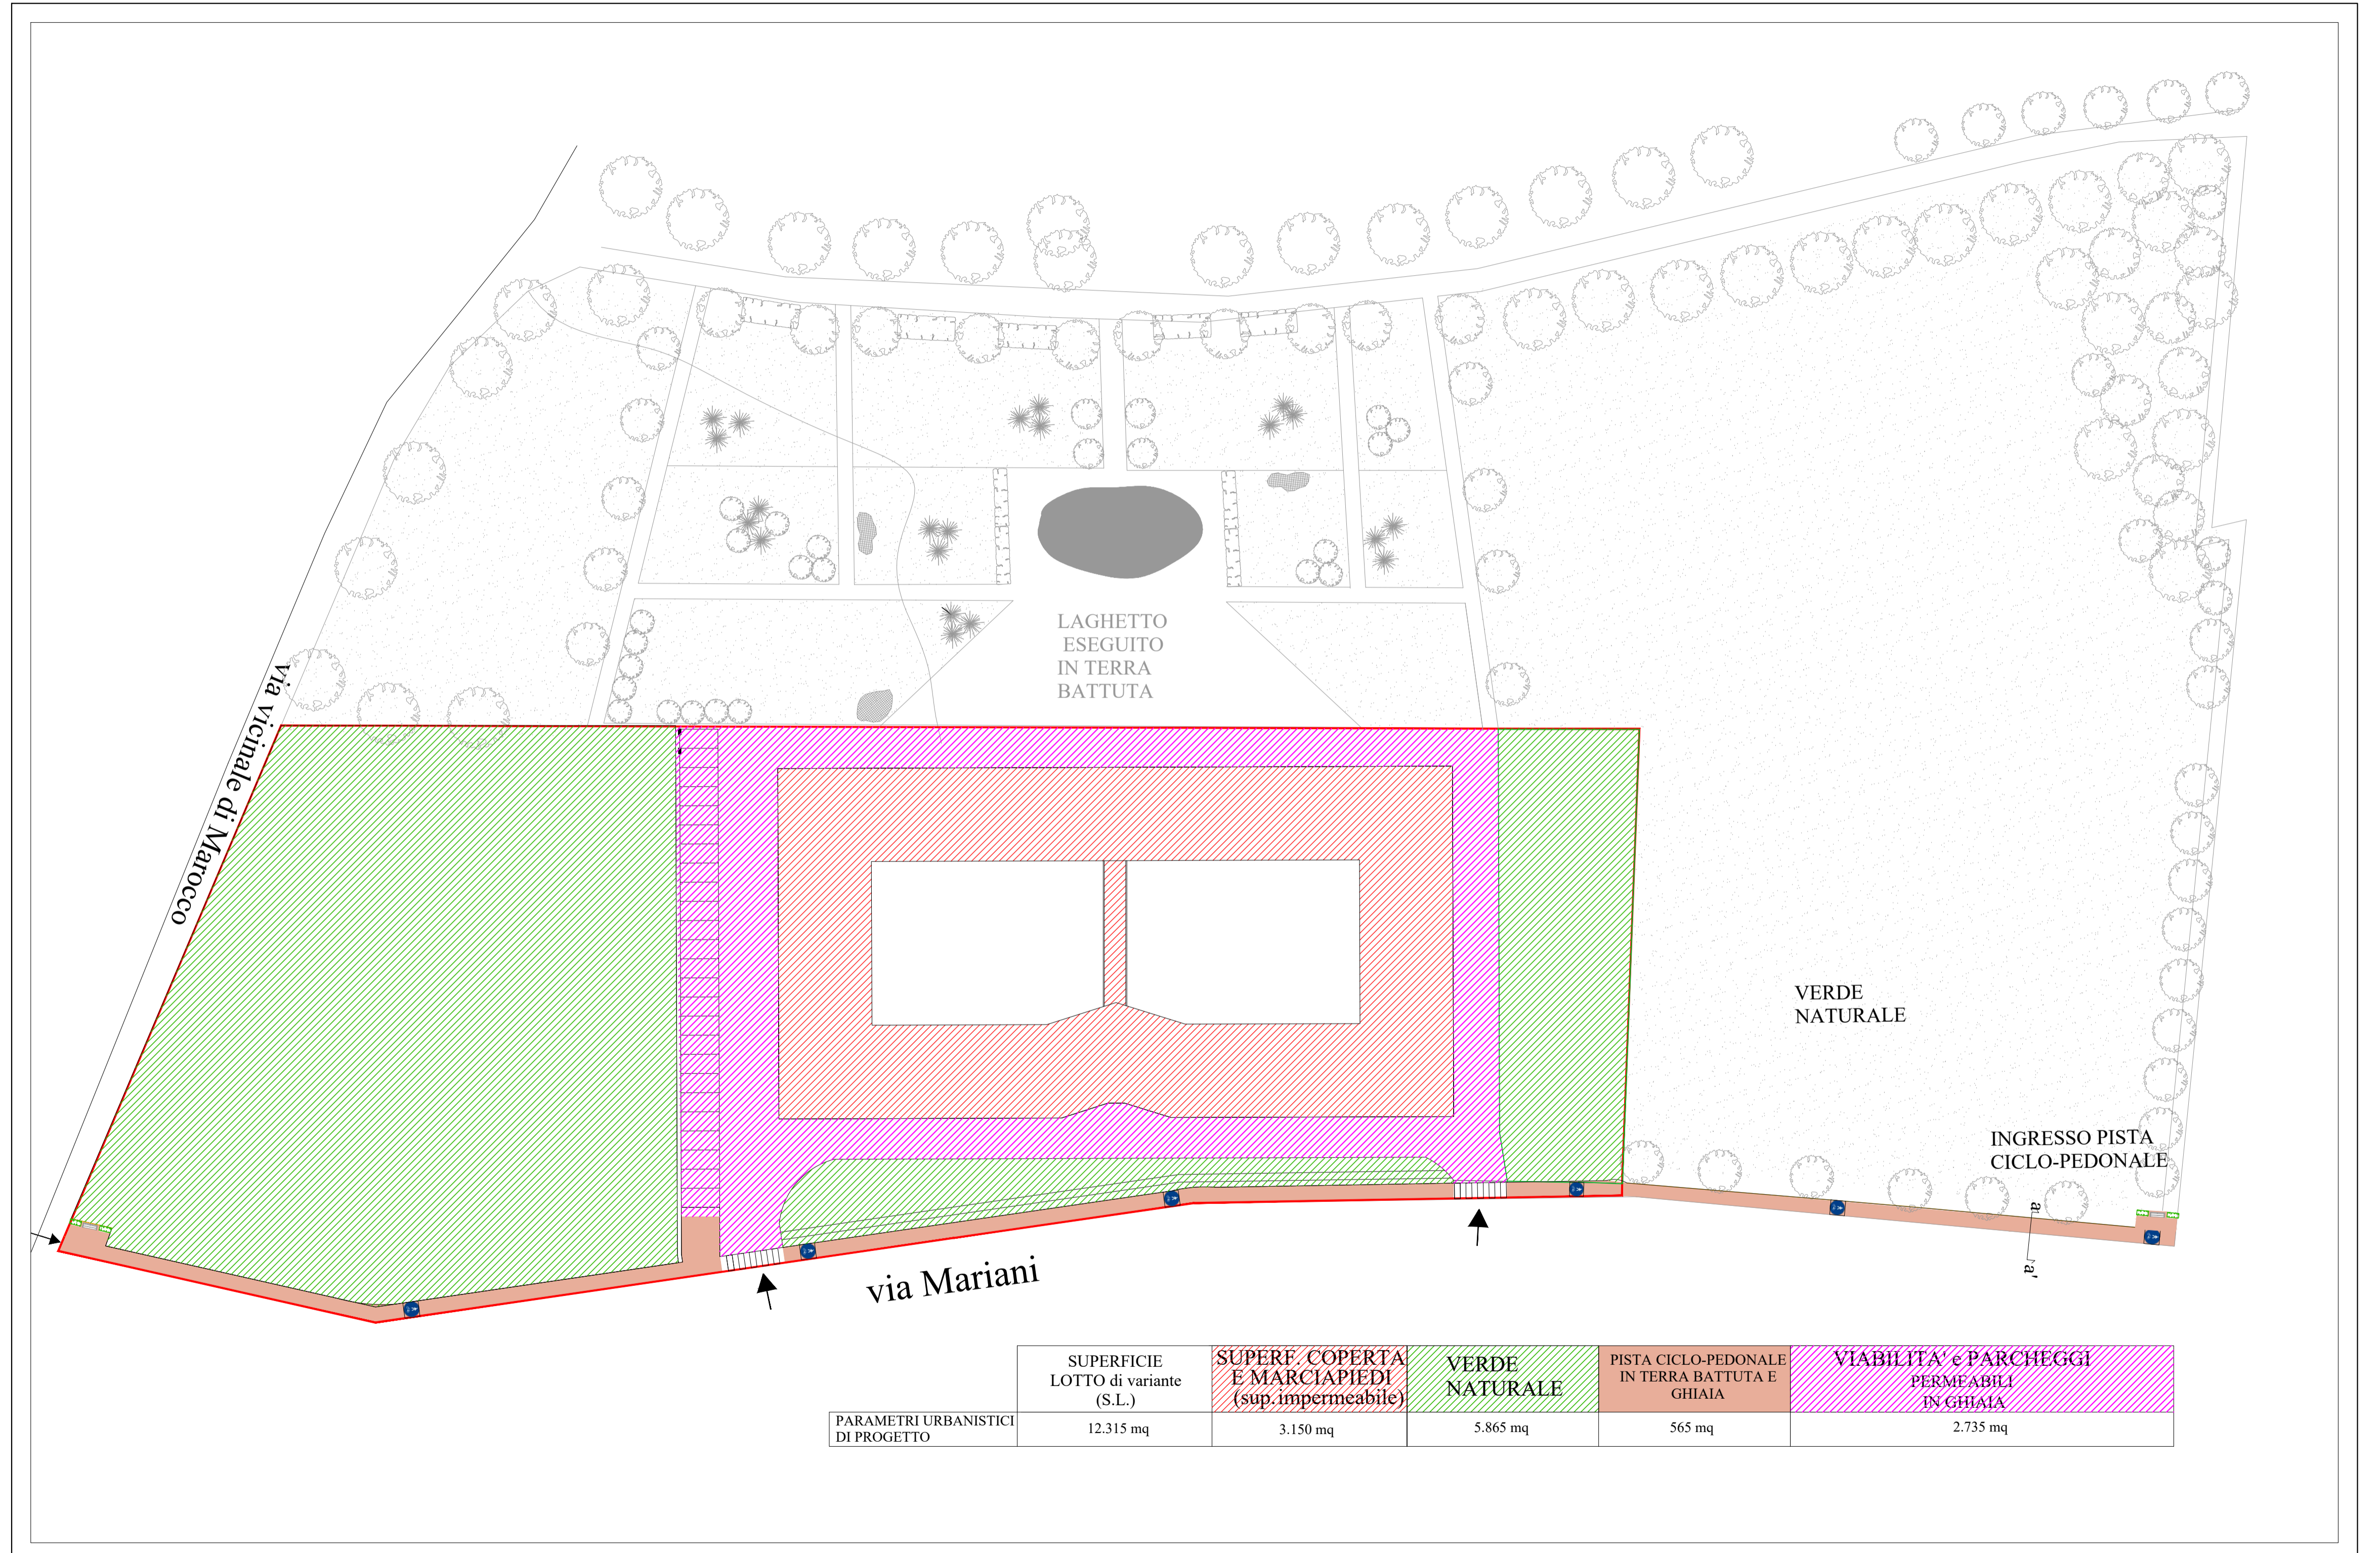 LAGHETTO
ESEGUITO
IN TERRA
BATTUTA
via vicinale di Marocco
VERDE
NATURALE
INGRESSO PISTA
CICLO-PEDONALE
a
a'
via Mariani
SUPERFICIE
LOTTO di variante
(S.L.)
SUPERF. COPERTA
E MARCIAPIEDI
(sup.impermeabile)
VERDE
NATURALE
PISTA CICLO-PEDONALE
IN TERRA BATTUTA E
GHIAIA
VIABILITA' e PARCHEGGI
PERMEABILI
IN GHIAIA
PARAMETRI URBANISTICI
DI PROGETTO
12.315 mq
3.150 mq
5.865 mq
565 mq
2.735 mq